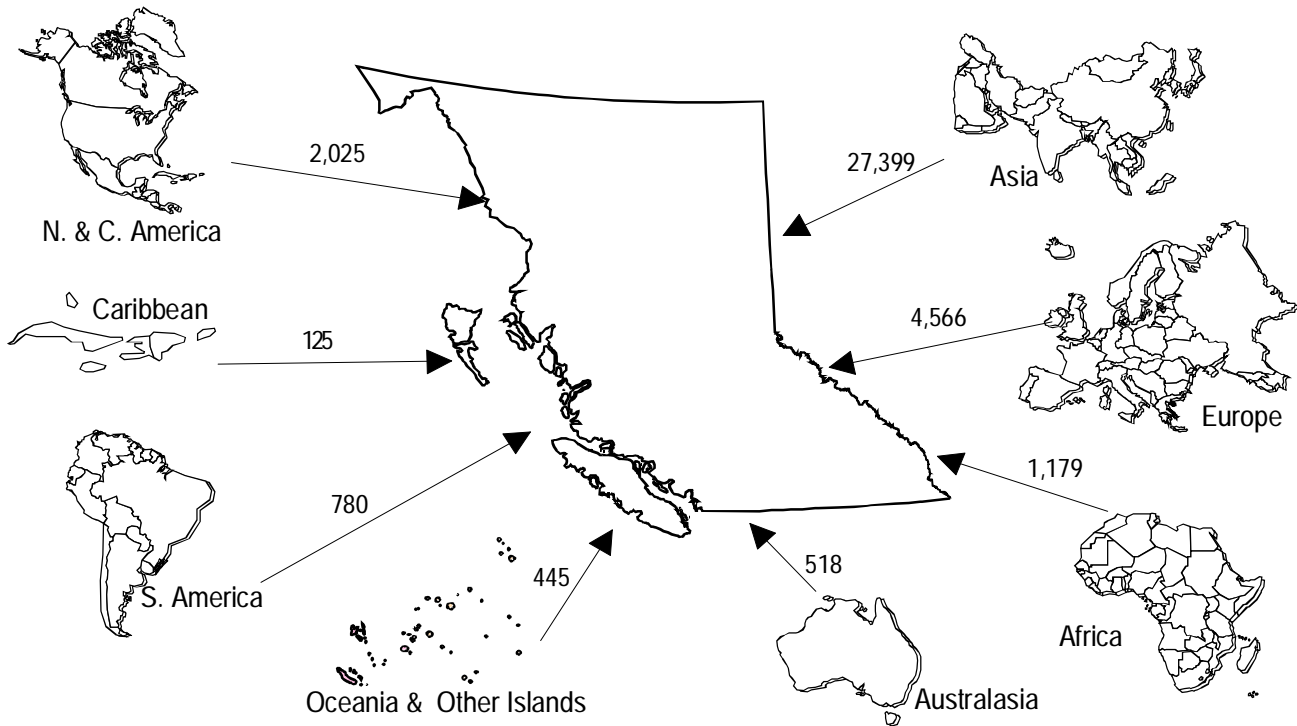 2,025
N. & C. America
27,399
Asia
Caribbean
125
4,566
Europe
780
S. America
1,179
Africa
445
Oceania & Other Islands
518
Australasia